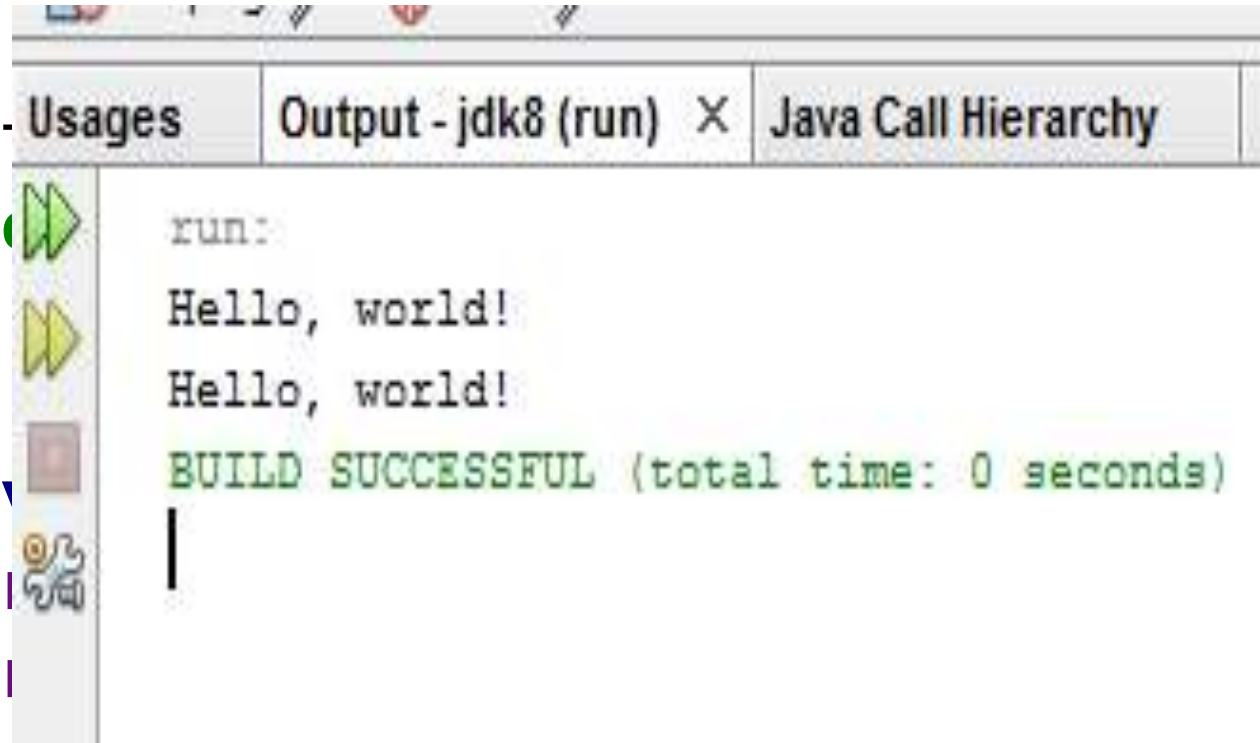 Usages Output - jdk8 (run) X Java Call Hierarchy
run:
Hello, world!
Hello, world!
BUILD SUCCESSFUL (total time: 0 seconds)